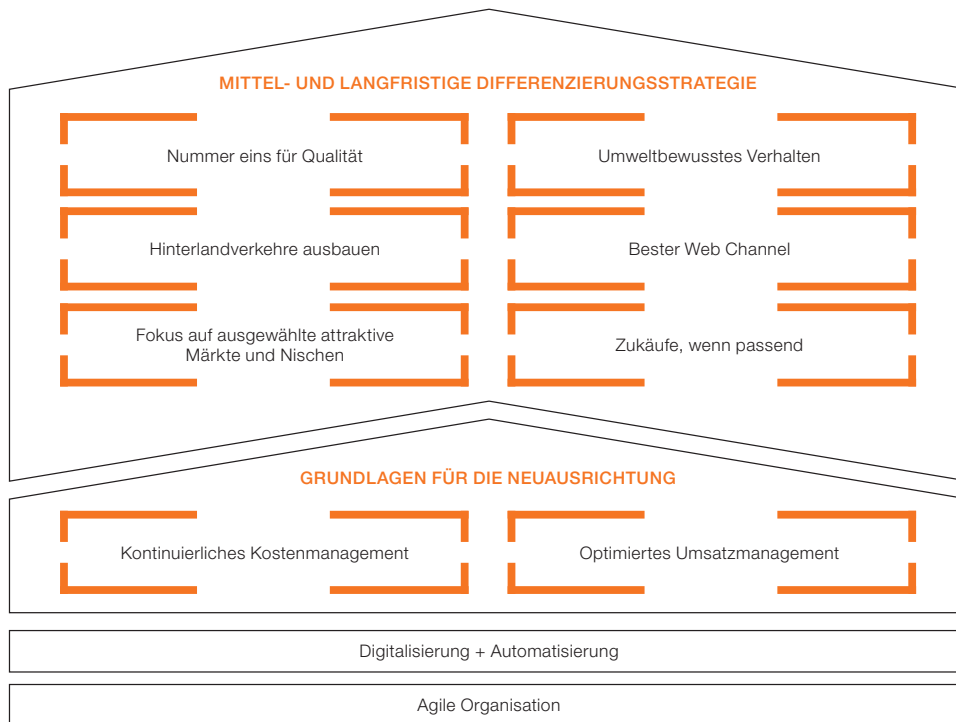 MITTEL- UND LANGFRISTIGE DIFFERENZIERUNGSSTRATEGIE
Nummer eins für Qualität
Umweltbewusstes Verhalten
Hinterlandverkehre ausbauen
Bester Web Channel
Fokus auf ausgewählte attraktive
Märkte und Nischen
Zukäufe, wenn passend
GRUNDLAGEN FÜR DIE NEUAUSRICHTUNG
Kontinuierliches Kostenmanagement
Optimiertes Umsatzmanagement
Digitalisierung + Automatisierung
Agile Organisation